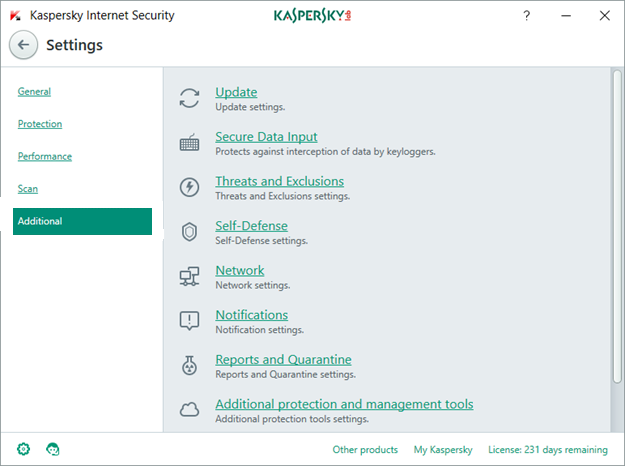 Kaspersky Internet Security
KASPERSKY
?
Settings
General
Protection
Performance
Scan
Additional
Update
Update settings.
Secure Data Input
Protects against interception of data by keyloggers.
Threats and Exclusions
Threats and Exclusions settings.
Self-Defense
Self-Defense settings.
Network
Network settings.
Notifications
Notification settings.
Reports and Quarantine
Reports and Quarantine settings.
Additional protection and management tools
Additional protection tools settings.
Other products My Kaspersky License: 231 days remaining